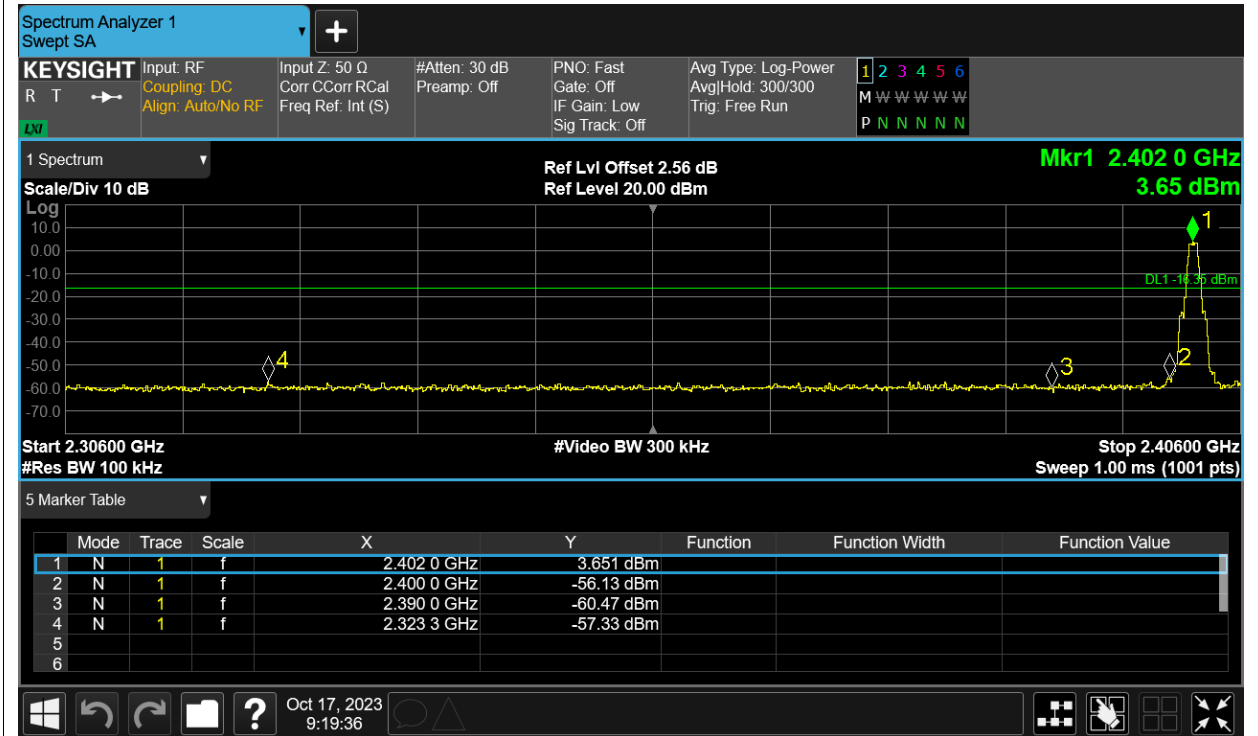 Spectrum Analyzer 1
Swept SA
KEYSIGHT
R T
LXI
Input: RF
Coupling: DC
Align: Auto/No RF
Input Z: 50 Ω
Corr CCorr RCal
Freq Ref: Int (S)
#Atten: 30 dB
Preamp: Off
PNO: Fast
Gate: Off
IF Gain: Low
Sig Track: Off
Avg Type: Log-Power
Avg|Hold: 300/300
Trig: Free Run
1 2 3 4 5 6
M W W W W W
P N N N N N
1 Spectrum
Scale/Div 10 dB
Ref Lvl Offset 2.56 dB
Ref Level 20.00 dBm
Mkr1 2.402 0 GHz
3.65 dBm
Log
10.0
0.00
-10.0
-20.0
-30.0
-40.0
-50.0
-60.0
-70.0
1
DL1 -16.35 dBm
4
3
2
Start 2.30600 GHz
#Video BW 300 kHz
Stop 2.40600 GHz
#Res BW 100 kHz
Sweep 1.00 ms (1001 pts)
5 Marker Table
Mode Trace Scale X Y Function Function Width Function Value
1 N 1 f 2.402 0 GHz 3.651 dBm
2 N 1 f 2.400 0 GHz -56.13 dBm
3 N 1 f 2.390 0 GHz -60.47 dBm
4 N 1 f 2.323 3 GHz -57.33 dBm
5
6
?
Oct 17, 2023
9:19:36